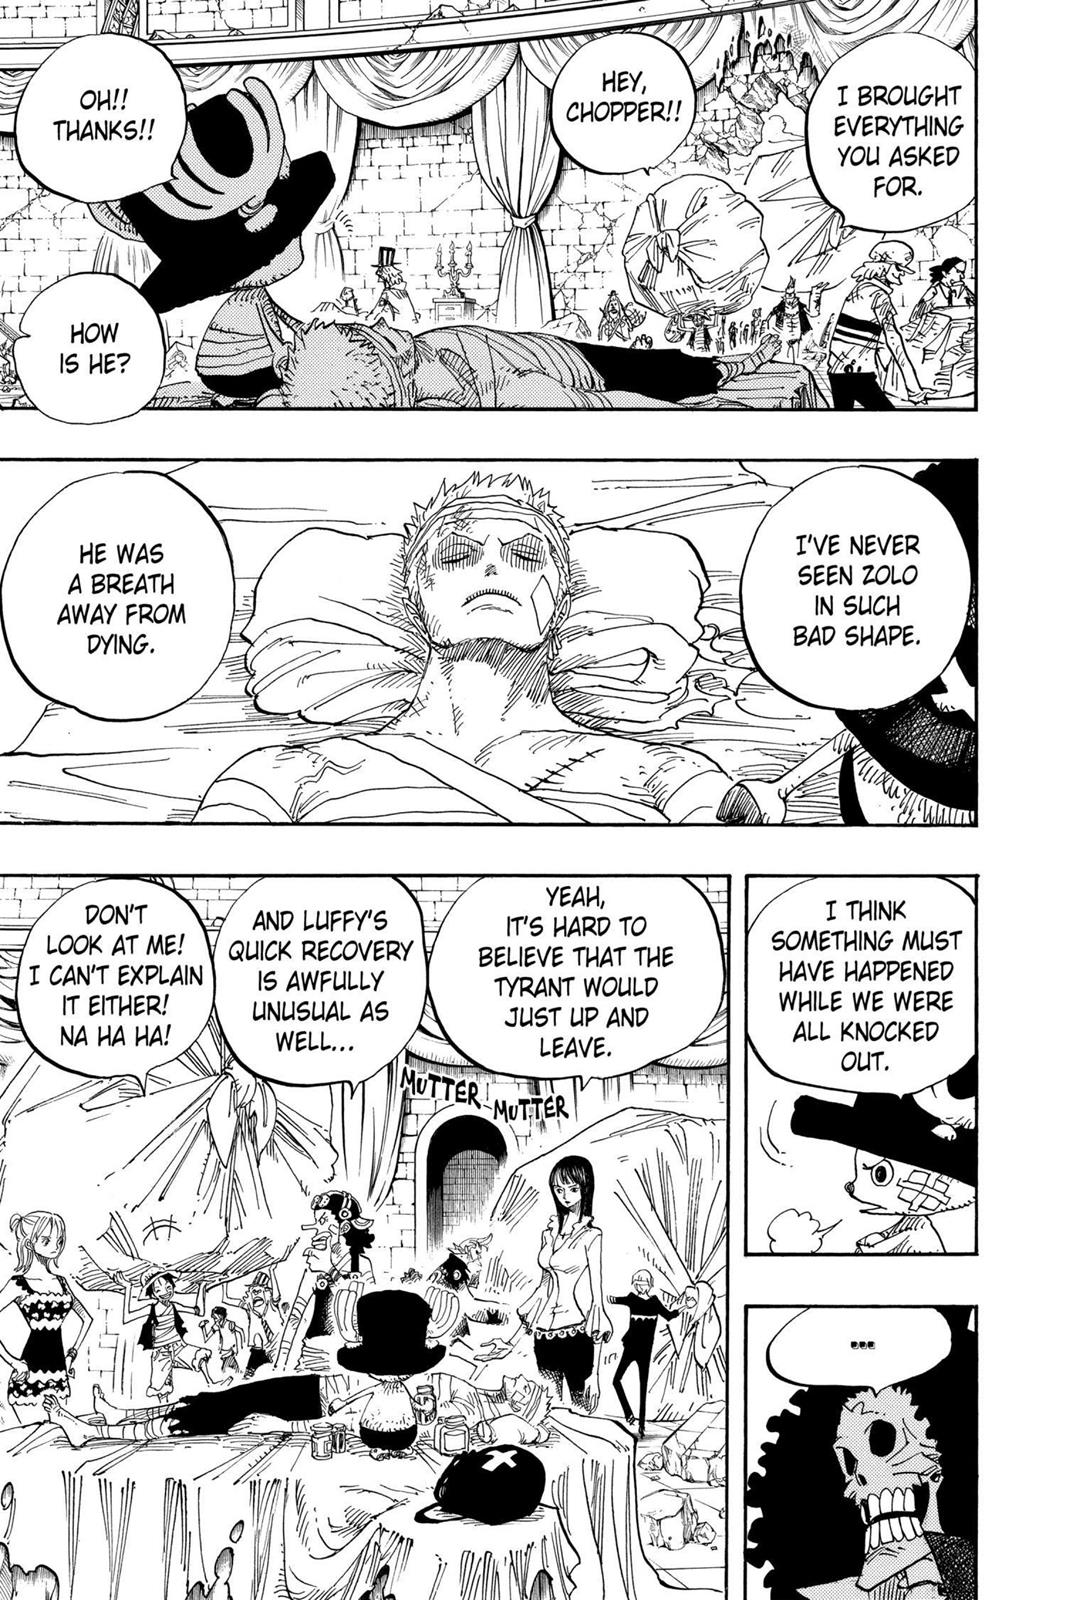 I BROUGHT
EVERYTHING
YOU ASKED
FOR.
HEY,
CHOPPER!!
OH!!
THANKS!!
HOW
IS HE?
I'VE NEVER
SEEN ZOLO
IN SUCH
BAD SHAPE.
HE WAS
A BREATH
AWAY FROM
DYING.
I THINK
SOMETHING MUST
HAVE HAPPENED
WHILE WE WERE
ALL KNOCKED
OUT.
YEAH,
IT'S HARD TO
BELIEVE THAT THE
TYRANT WOULD
JUST UP AND
LEAVE.
AND LUFFY'S
QUICK RECOVERY
IS AWFULLY
UNUSUAL AS
WELL...
DON'T
LOOK AT ME!
I CAN'T EXPLAIN
IT EITHER!
NA HA HA!
MUTTER
MUTTER
...